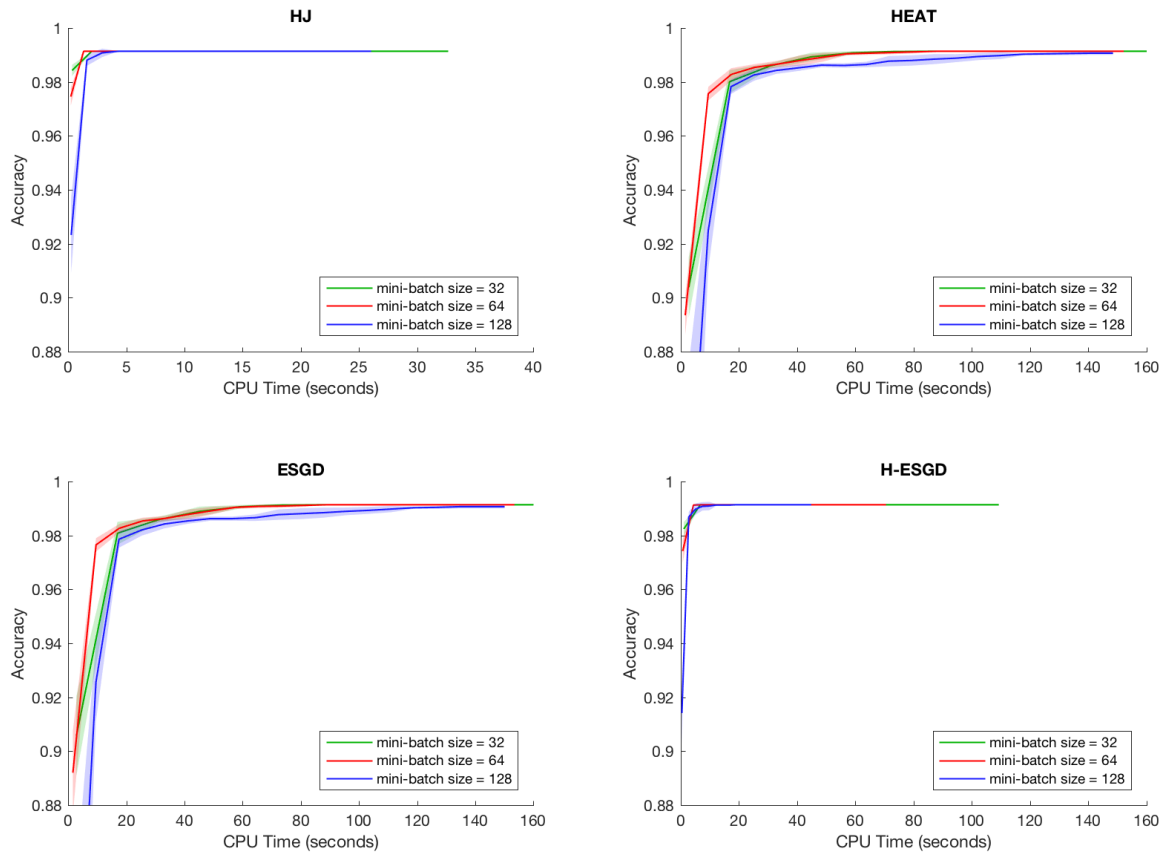 HJ
1
0.98
0.96
0.94
0.92
0.9
0.88
Accuracy
0 5 10 15 20 25 30 35 40
CPU Time (seconds)
mini-batch size = 32
mini-batch size = 64
mini-batch size = 128
HEAT
1
0.98
0.96
0.94
0.92
0.9
0.88
Accuracy
0 20 40 60 80 100 120 140 160
CPU Time (seconds)
mini-batch size = 32
mini-batch size = 64
mini-batch size = 128
ESGD
1
0.98
0.96
0.94
0.92
0.9
0.88
Accuracy
0 20 40 60 80 100 120 140 160
CPU Time (seconds)
mini-batch size = 32
mini-batch size = 64
mini-batch size = 128
H-ESGD
1
0.98
0.96
0.94
0.92
0.9
0.88
Accuracy
0 20 40 60 80 100 120 140 160
CPU Time (seconds)
mini-batch size = 32
mini-batch size = 64
mini-batch size = 128